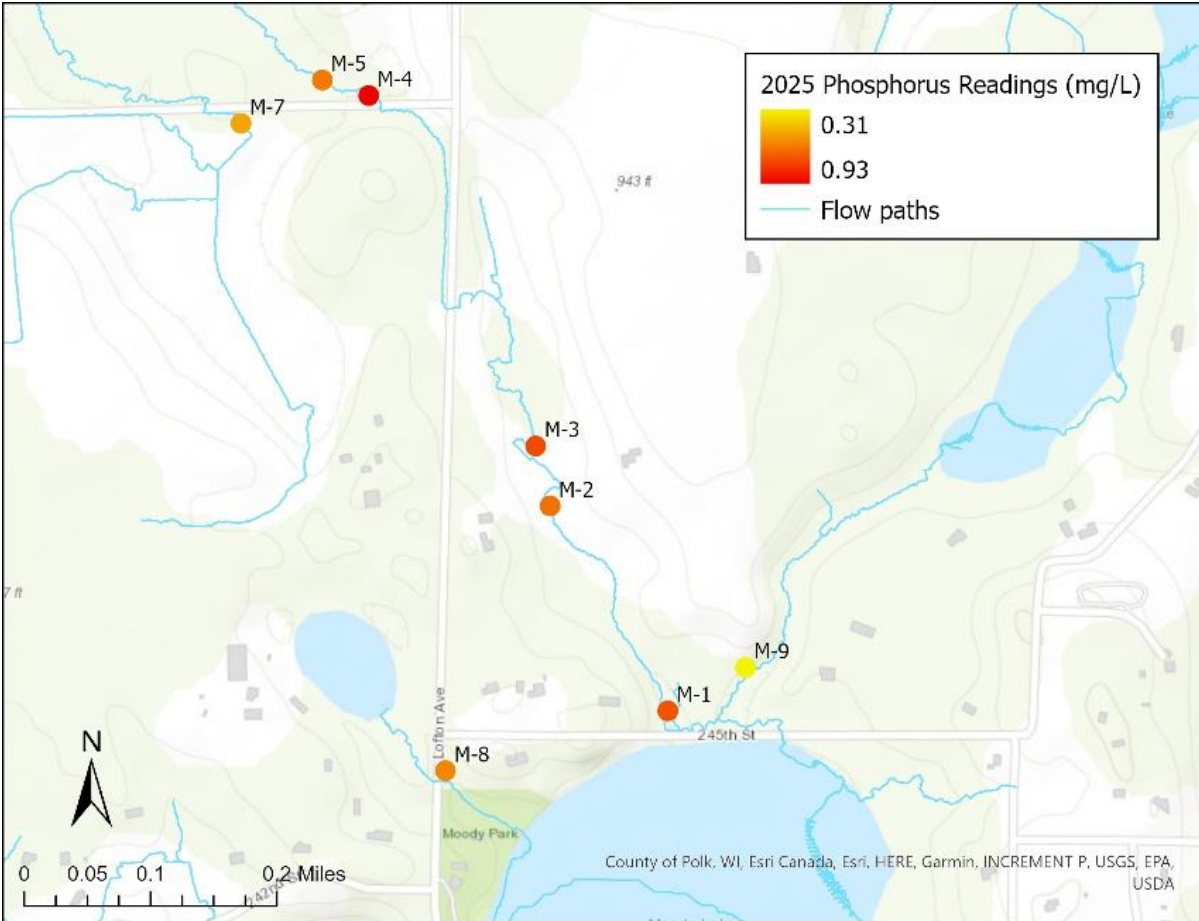 M-5
M-4
M-7
2025 Phosphorus Readings (mg/L)
0.31
0.93
Flow paths
943 ft
M-3
M-2
7 ft
M-9
M-1
Lofton Ave
245th St
M-8
N
Moody Park
County of Polk, WI, Esri Canada, Esri, HERE, Garmin, INCREMENT P, USGS, EPA,
USDA
0 0.05 0.1 0.2 Miles